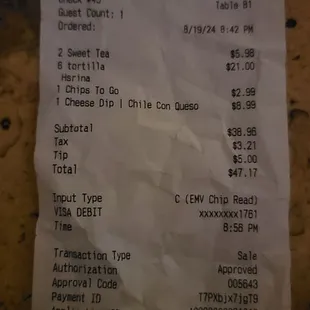 Table 81
Guest Count: 1
Ordered: 8/19/24 8:42 PM
2 Sweet Tea $5.98
6 tortilla $21.00
Harina
1 Chips To Go $2.99
1 Cheese Dip | Chile Con Queso $8.99
Subtotal $38.96
Tax $3.21
Tip $5.00
Total $47.17
Input Type C (EMV Chip Read)
VISA DEBIT xxxxxxxx1761
Time 8:58 PM
Transaction Type Sale
Authorization Approved
Approval Code 005643
Payment ID T7PXbjx7jgT9